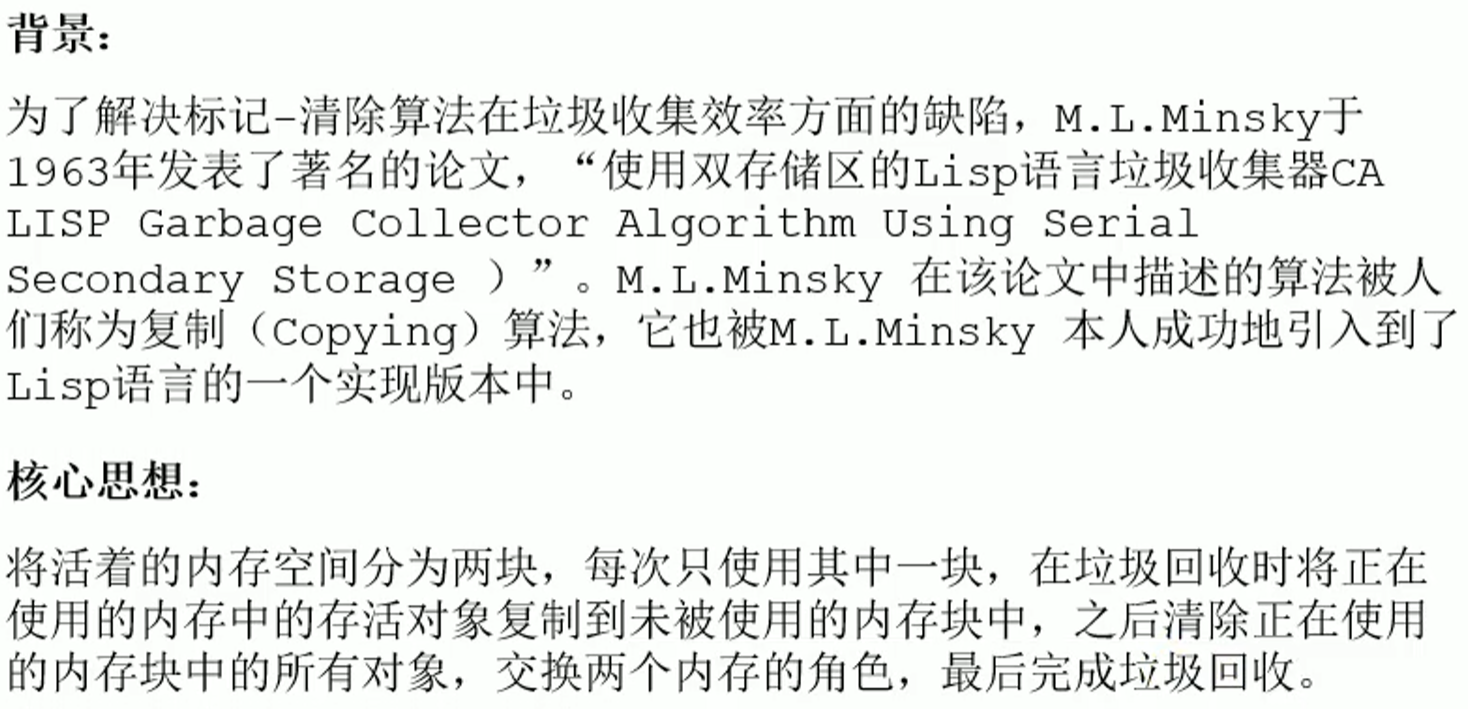 背景：
为了解决标记-清除算法在垃圾收集效率方面的缺陷，M.L.Minsky于
1963年发表了著名的论文，“使用双存储区的Lisp语言垃圾收集器CA
LISP Garbage Collector Algorithm Using Serial
Secondary Storage ）”。M.L.Minsky 在该论文中描述的算法被人
们称为复制（Copying）算法，它也被M.L.Minsky 本人成功地引入到了
Lisp语言的一个实现版本中。
核心思想：
将活着的内存空间分为两块，每次只使用其中一块，在垃圾回收时将正在
使用的内存中的存活对象复制到未被使用的内存块中，之后清除正在使用
的内存块中的所有对象，交换两个内存的角色，最后完成垃圾回收。